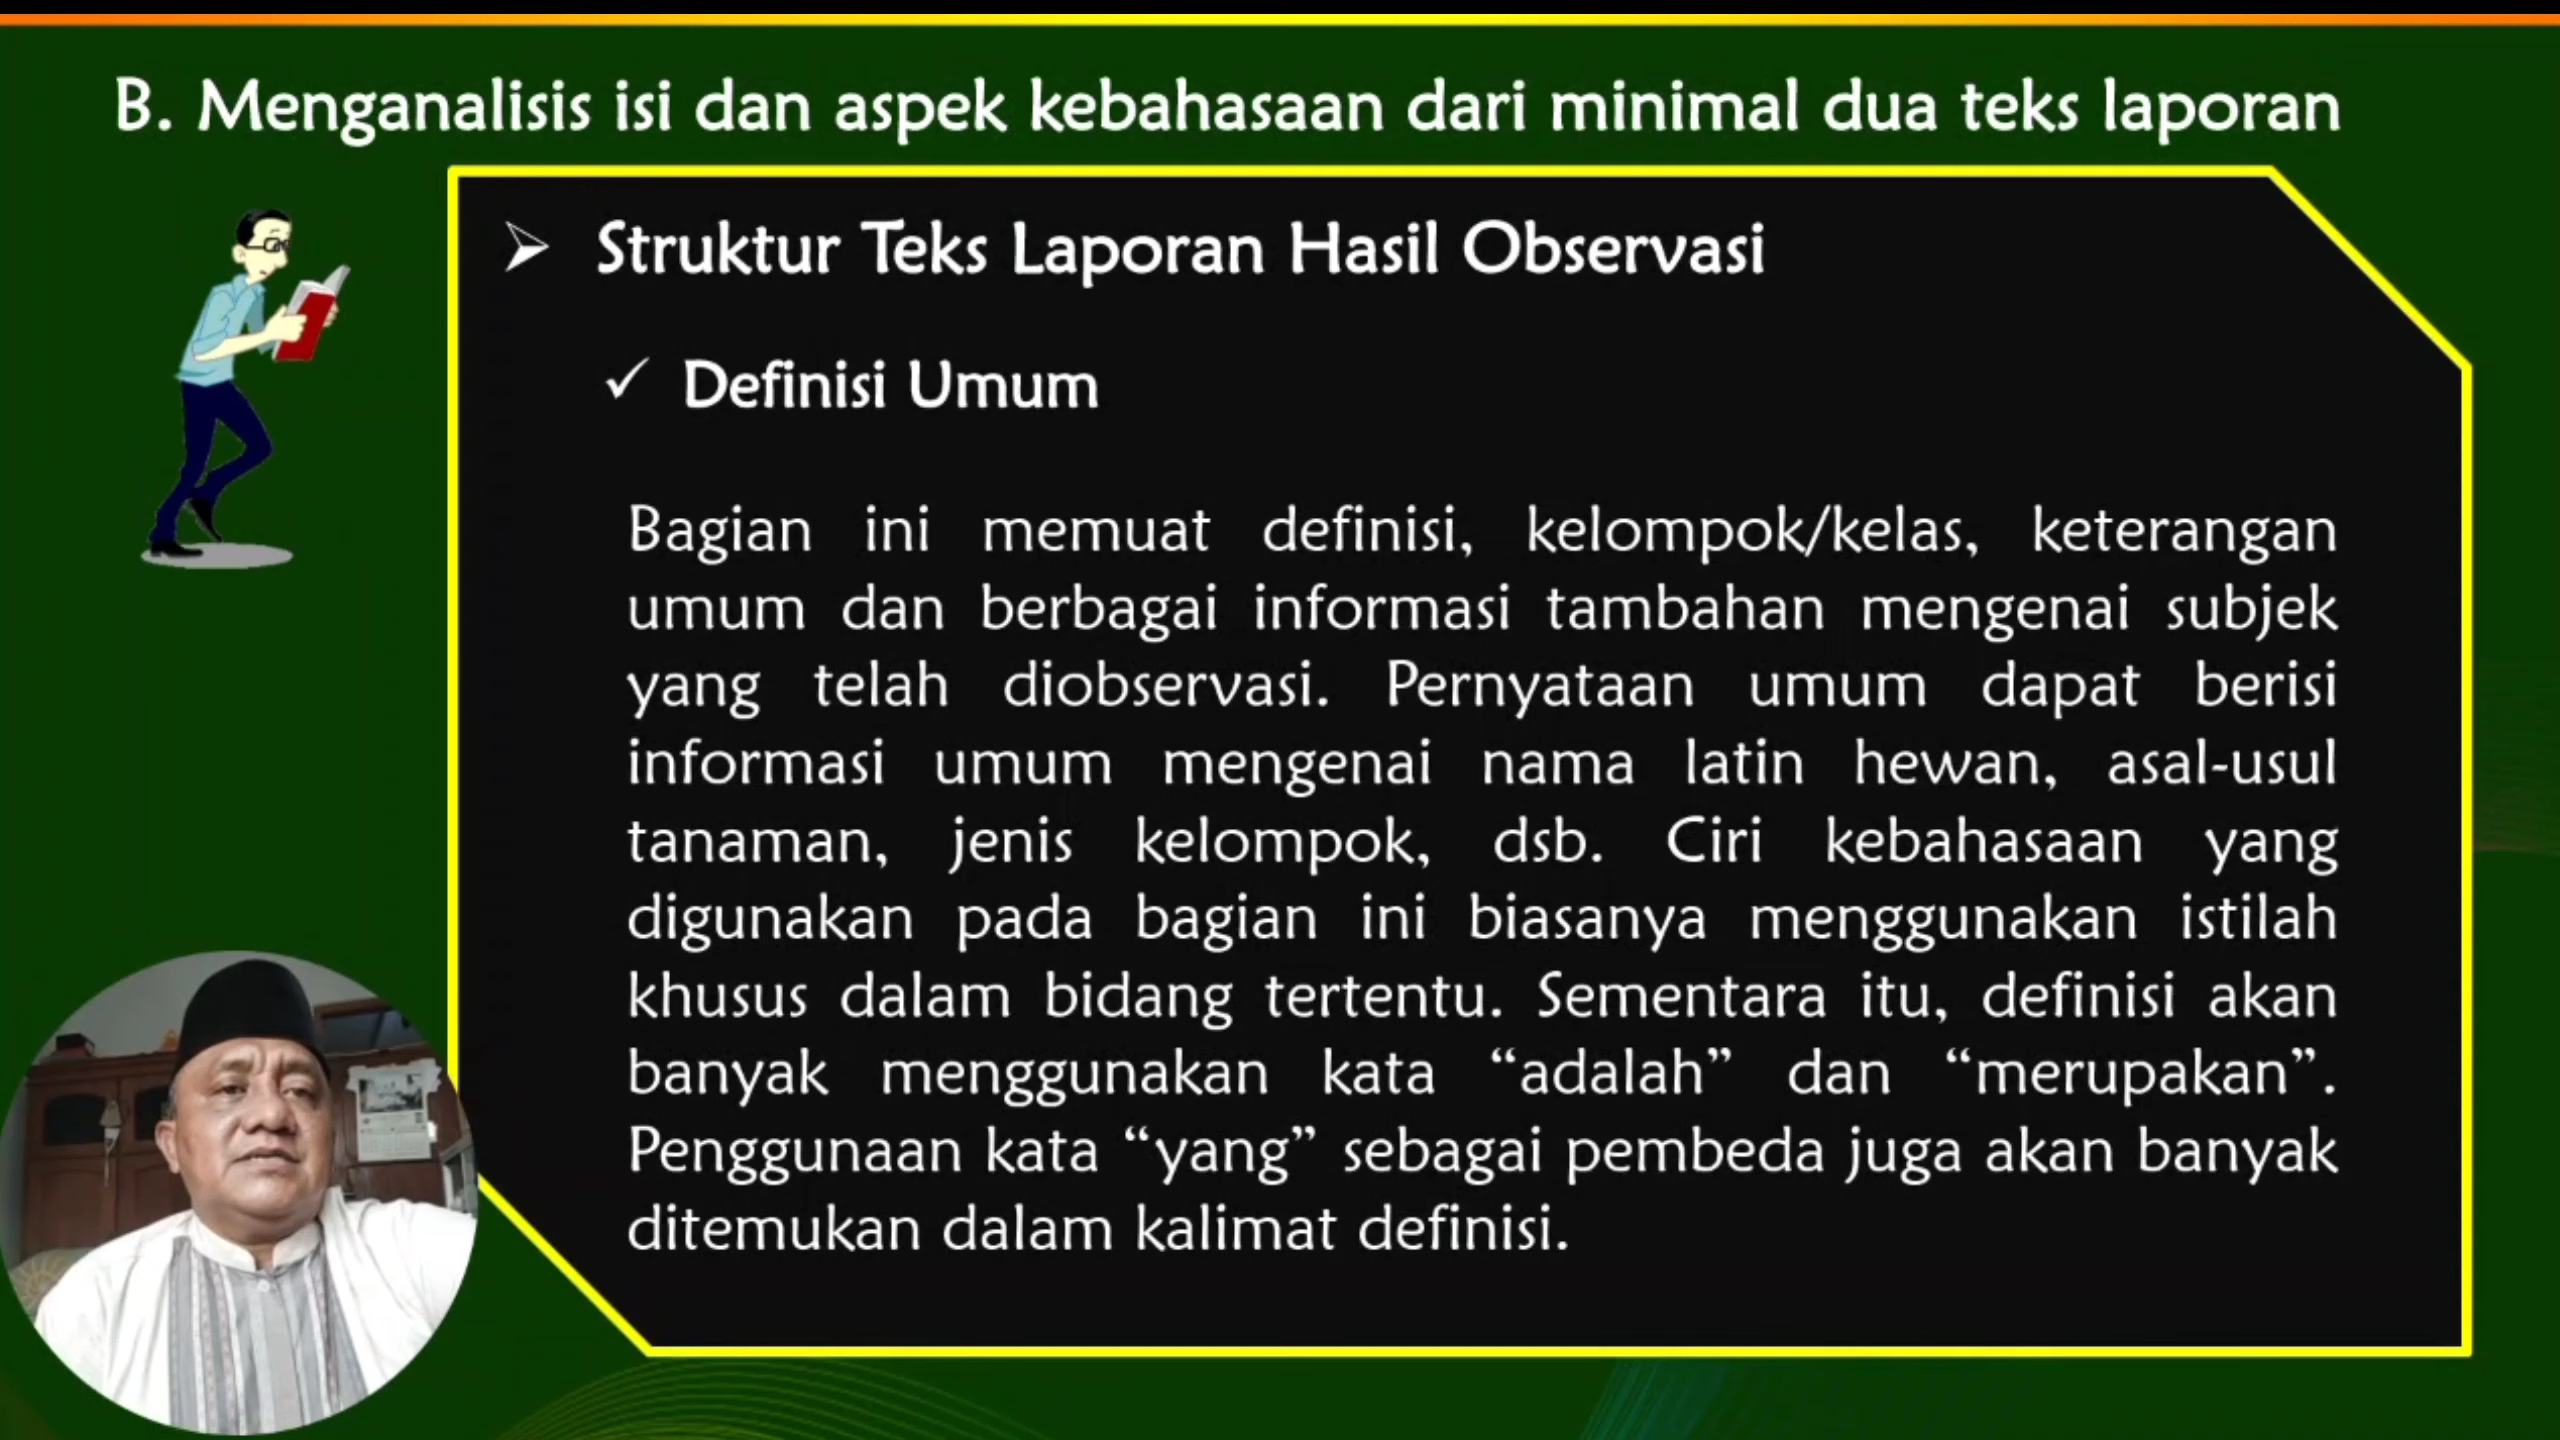 B. Menganalisis isi dan aspek kebahasaan dari minimal dua teks laporan
Struktur Teks Laporan Hasil Observasi
Definisi Umum
Bagian ini memuat definisi, kelompok/kelas, keterangan
umum dan berbagai informasi tambahan mengenai subjek
yang telah diobservasi. Pernyataan umum dapat berisi
informasi umum mengenai nama latin hewan, asal-usul
tanaman, jenis kelompok, dsb. Ciri kebahasaan yang
digunakan pada bagian ini biasanya menggunakan istilah
khusus dalam bidang tertentu. Sementara itu, definisi akan
banyak menggunakan kata “adalah” dan “merupakan”.
Penggunaan kata “yang” sebagai pembeda juga akan banyak
ditemukan dalam kalimat definisi.